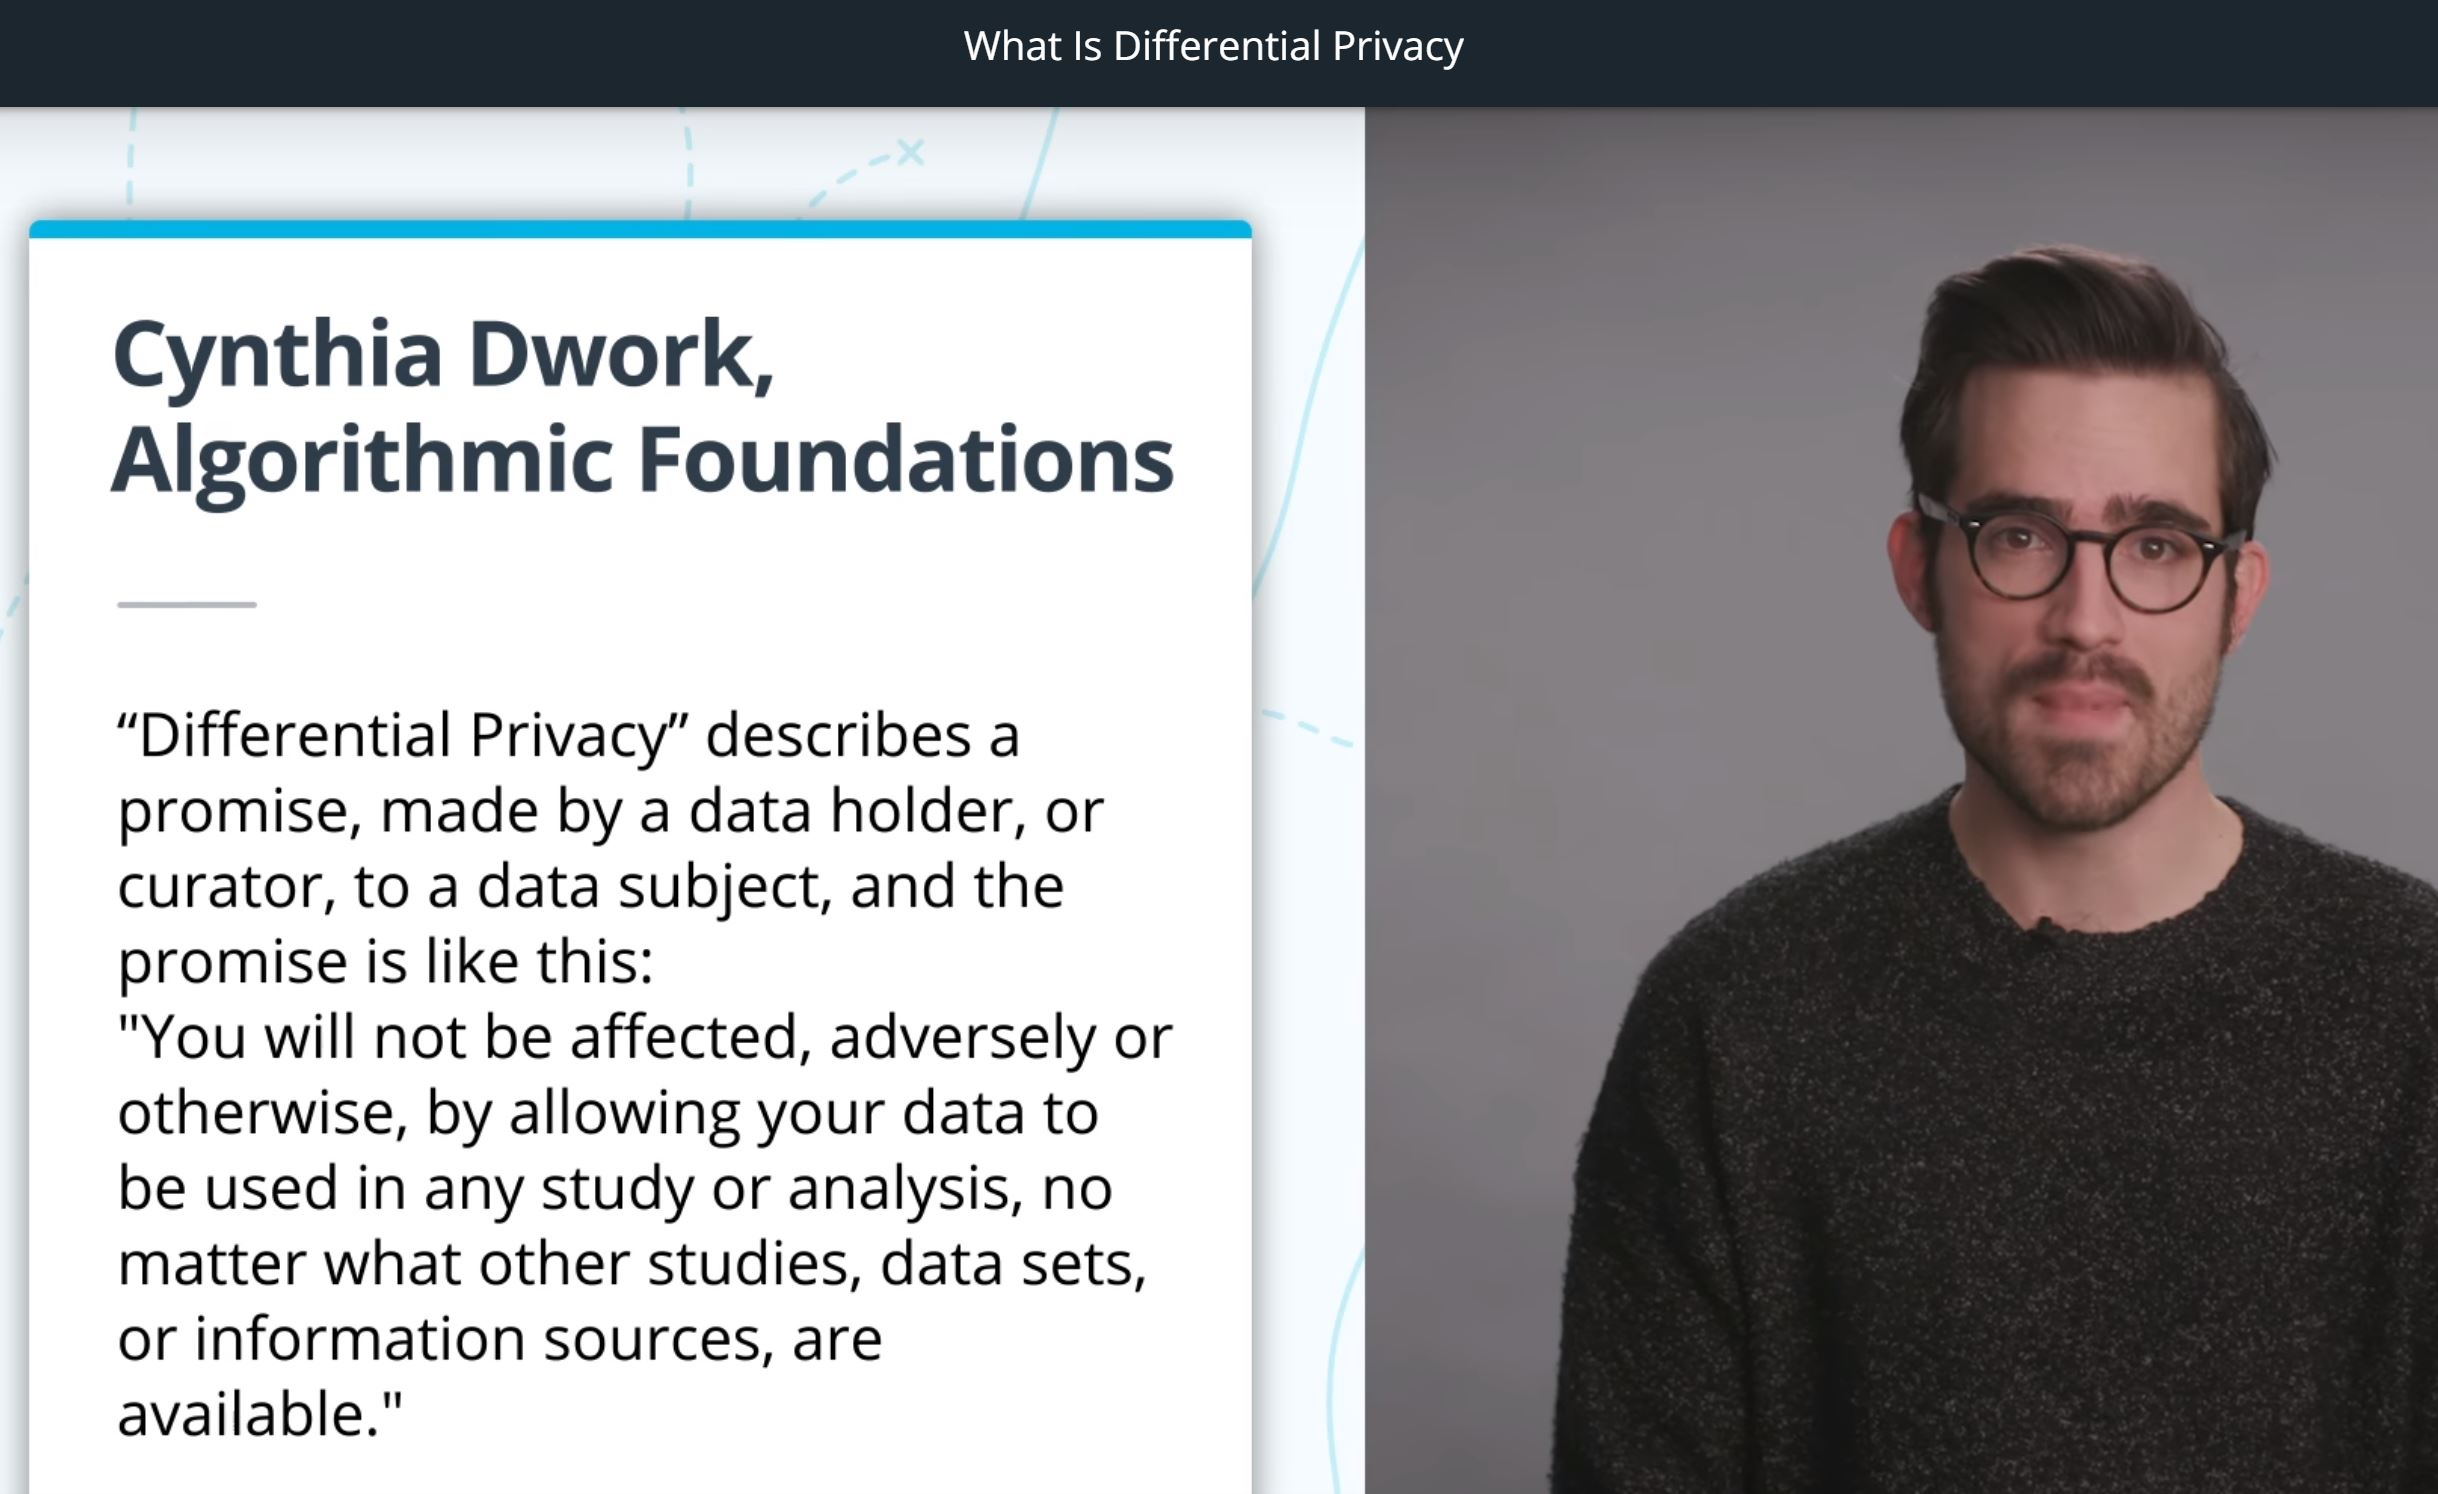 What Is Differential Privacy
Cynthia Dwork,
Algorithmic Foundations
“Differential Privacy” describes a
promise, made by a data holder, or
curator, to a data subject, and the
promise is like this:
"You will not be affected, adversely or
otherwise, by allowing your data to
be used in any study or analysis, no
matter what other studies, data sets,
or information sources, are
available."